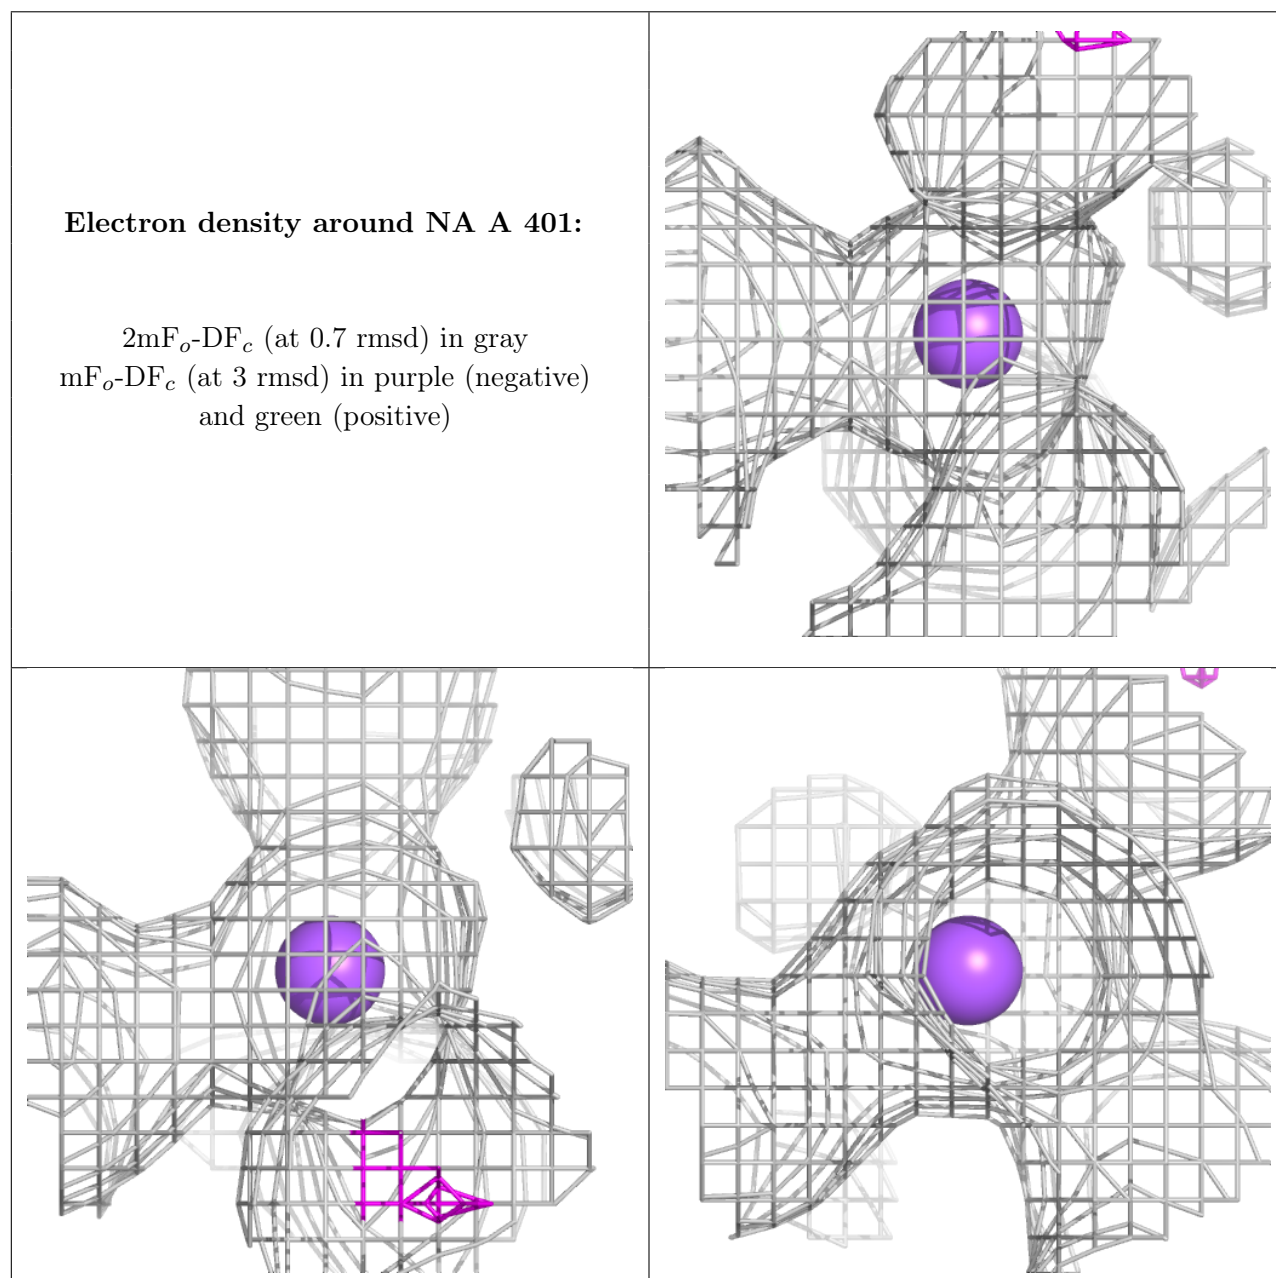 Electron density around NA A 401:
2mFo-DFc (at 0.7 rmsd) in gray
mFo-DFc (at 3 rmsd) in purple (negative)
and green (positive)